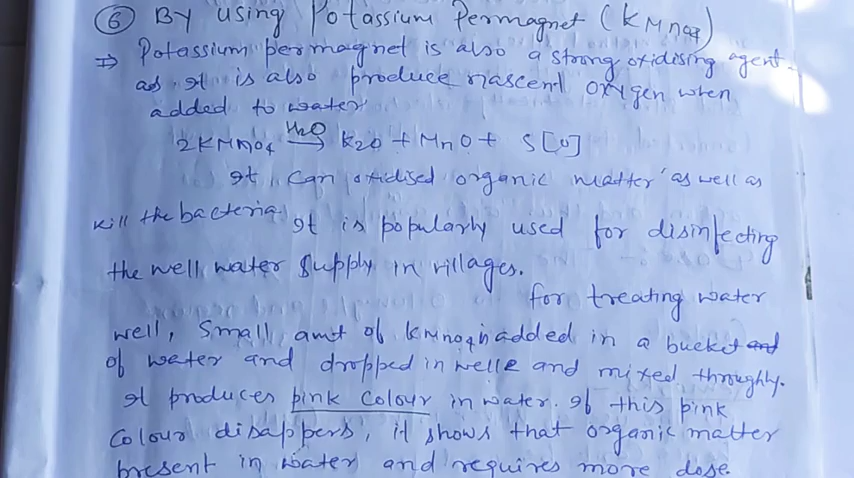 ⑥ By using Potassium Permagnet (KMnO4)
⇒ Potassium permagnet is also a strong oxidising agent.
as it is also produce nascent oxygen when
added to water
2KMnO4 —H2O→ K2O + MnO + 5[O]
It can oxidised organic matter as well as
kill the bacteria. It is popularly used for disinfecting
the well water supply in villages.
for treating water
well, small amt of KMnO4 is added in a bucket
of water and dropped in well & and mixed throughly.
It produces pink colour in water. If this pink
colour disappers, it shows that organic matter
present in water and requires more dose